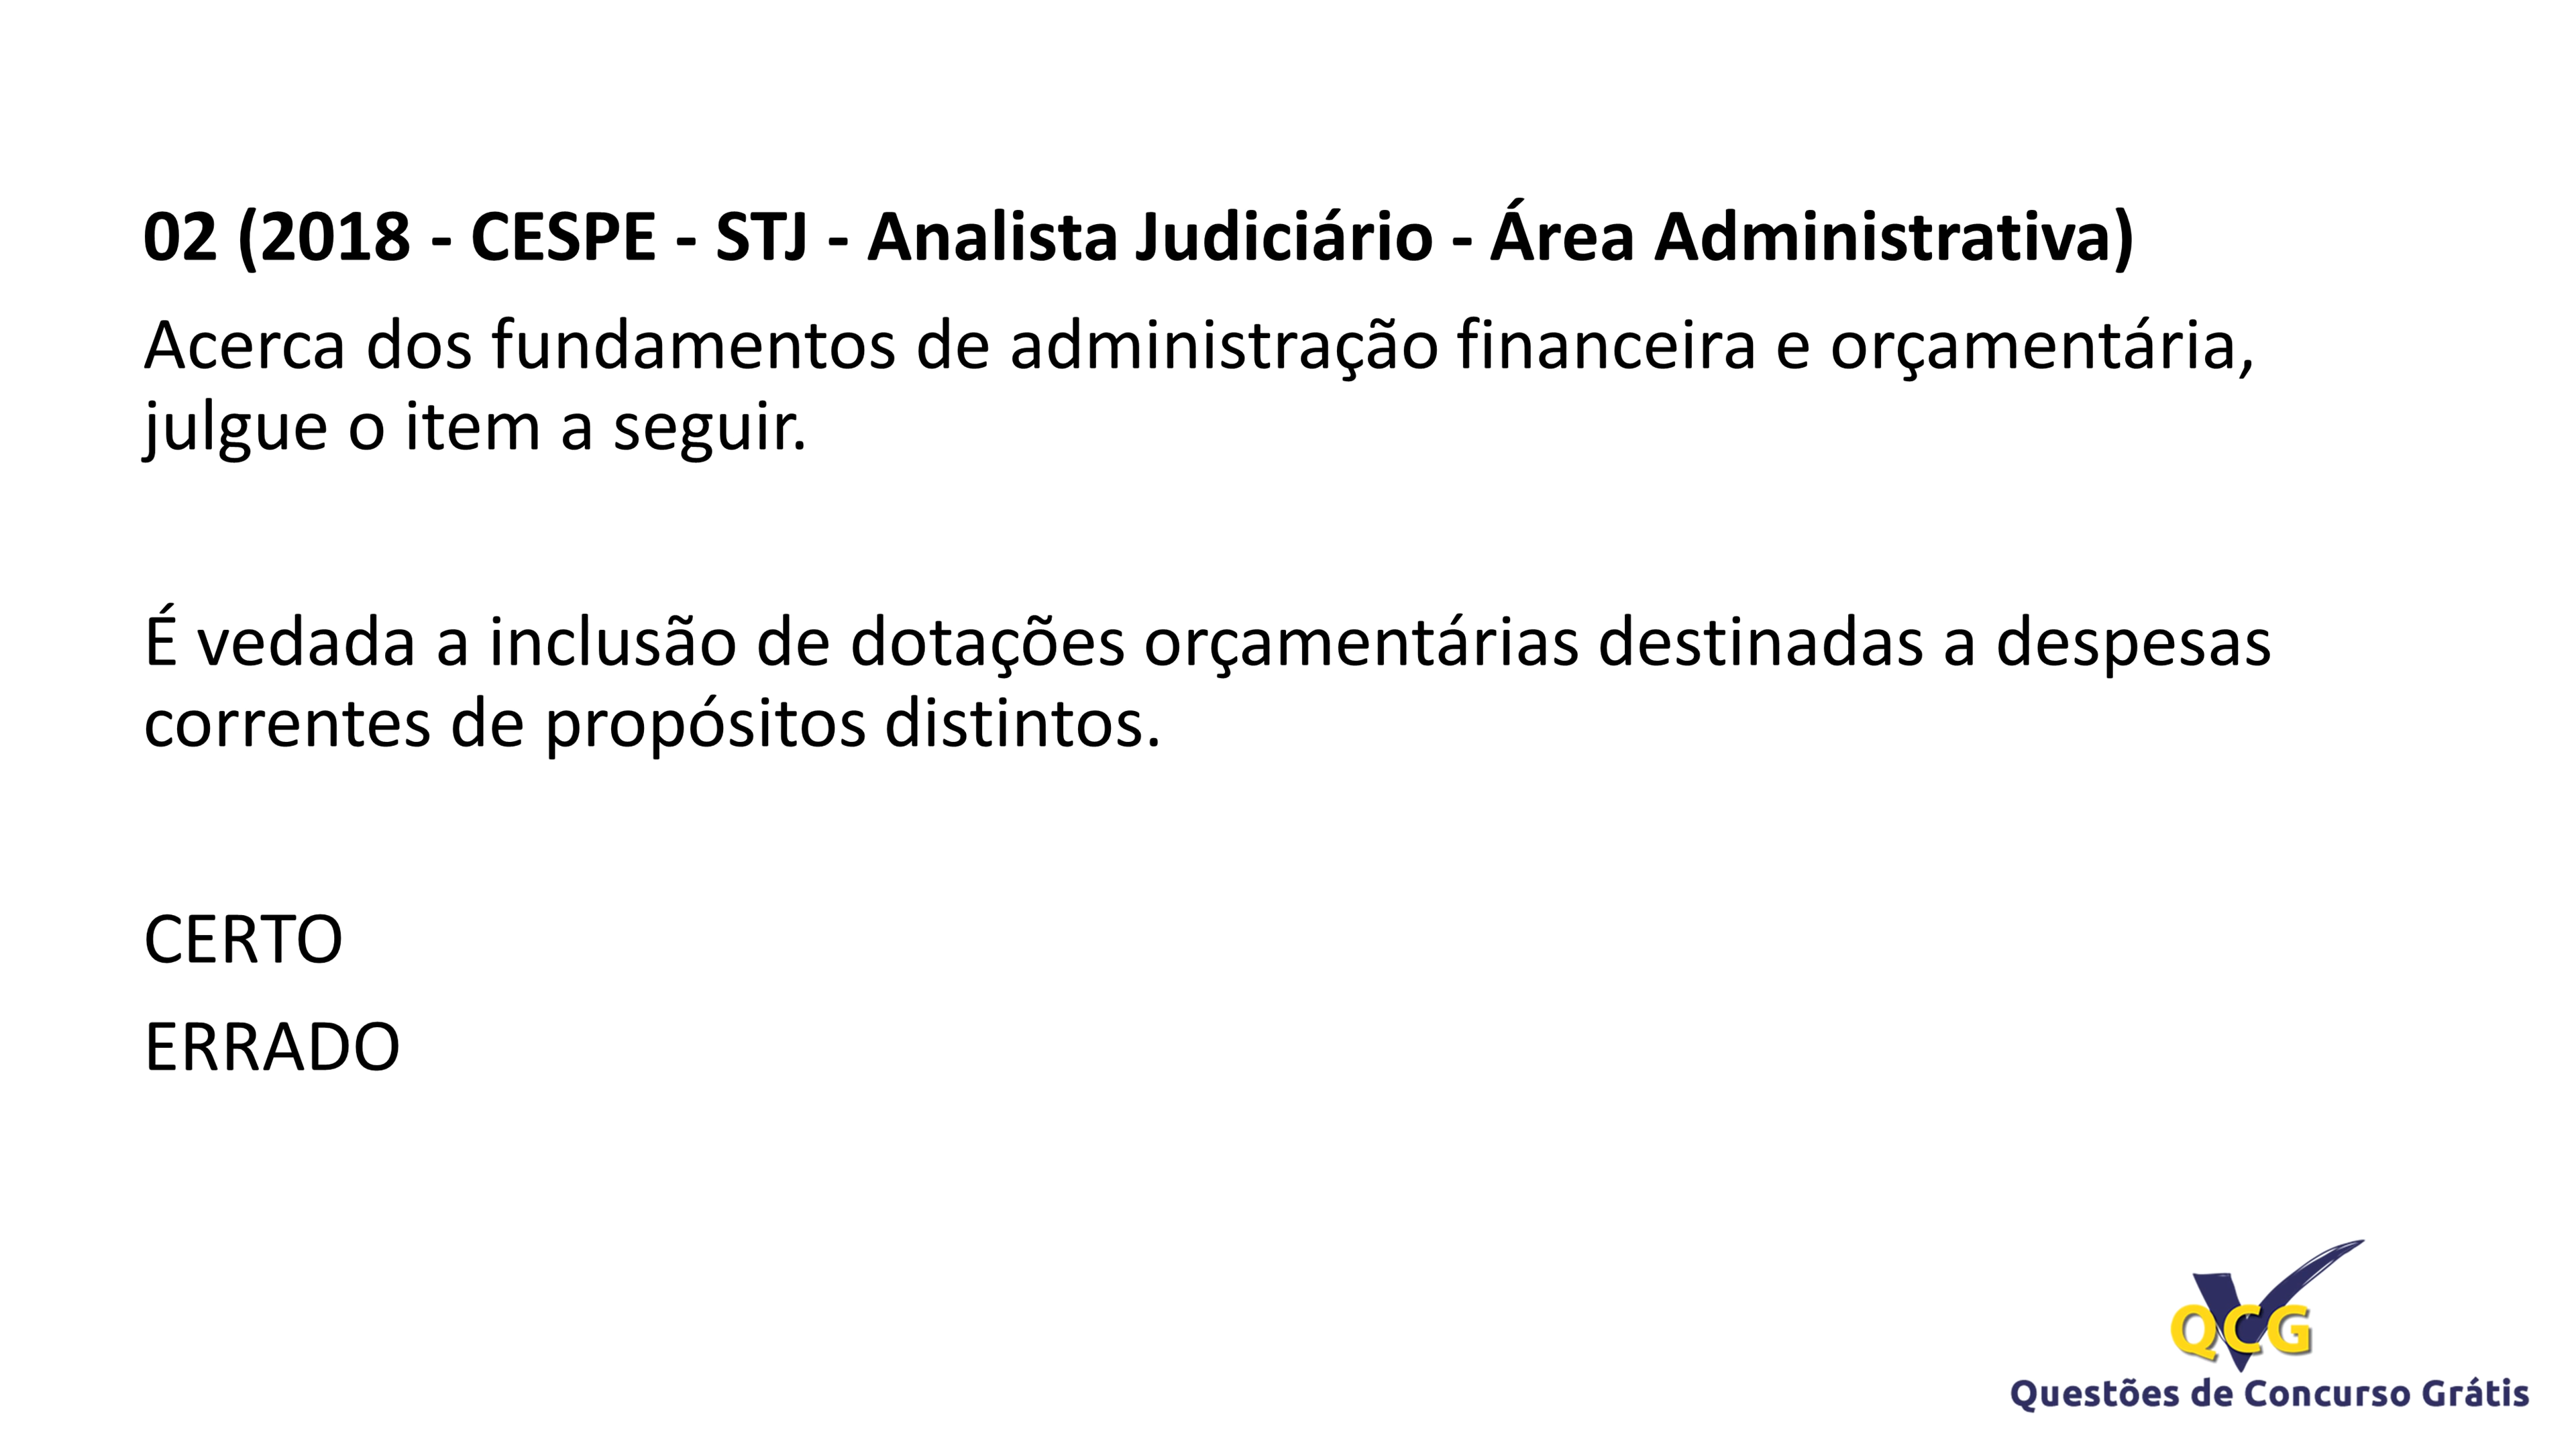 02 (2018 - CESPE - STJ - Analista Judiciário - Área Administrativa)
Acerca dos fundamentos de administração financeira e orçamentária,
julgue o item a seguir.
É vedada a inclusão de dotações orçamentárias destinadas a despesas
correntes de propósitos distintos.
CERTO
ERRADO
QCG
Questões de Concurso Grátis